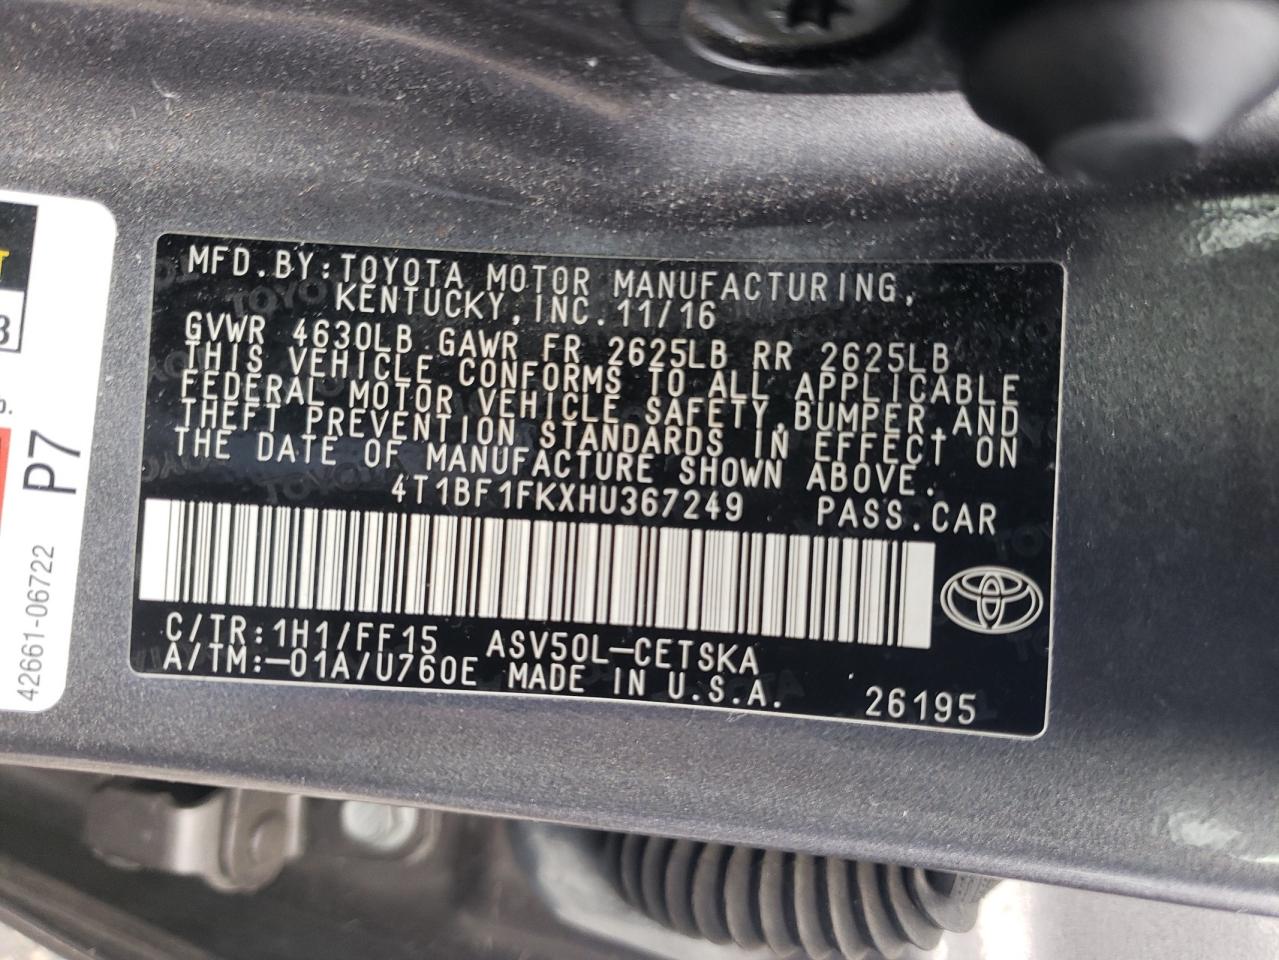 MFD.BY:TOYOTA MOTOR MANUFACTURING,
KENTUCKY,INC.11/16
GVWR 4630LB GAWR FR 2625LB RR 2625LB
THIS VEHICLE CONFORMS TO ALL APPLICABLE
FEDERAL MOTOR VEHICLE SAFETY,BUMPER,AND
THEFT PREVENTION STANDARDS IN EFFECT ON
THE DATE OF MANUFACTURE SHOWN ABOVE.
4T1BF1FKXHU367249 PASS.CAR
C/TR:1H1/FF15 ASV50L-CETSKA
A/TM:-01A/U760E MADE IN U.S.A. 26195
P7
42661-06722